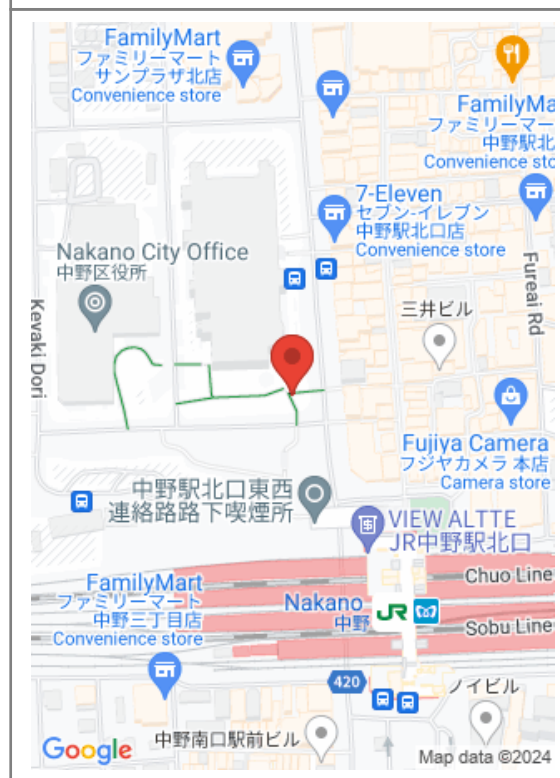 FamilyMart
ファミリーマート
サンプラザ北店
Convenience store
FamilyMa
ファミリーマー
中野駅北
Convenience sto
7-Eleven
セブン-イレブン
中野駅北口店
Convenience store
Nakano City Office
中野区役所
Fureai Rd
三井ビル
Keyaki Dori
Fujiya Camera
フジヤカメラ 本店
Camera store
中野駅北口東西
連絡路路下喫煙所
VIEW ALTTE
JR中野駅北口
Chuo Line
FamilyMart
ファミリーマート
中野三丁目店
Convenience store
Nakano
中野
JR
Sobu Line
420
ノイビル
中野南口駅前ビル
Google
Map data ©2024